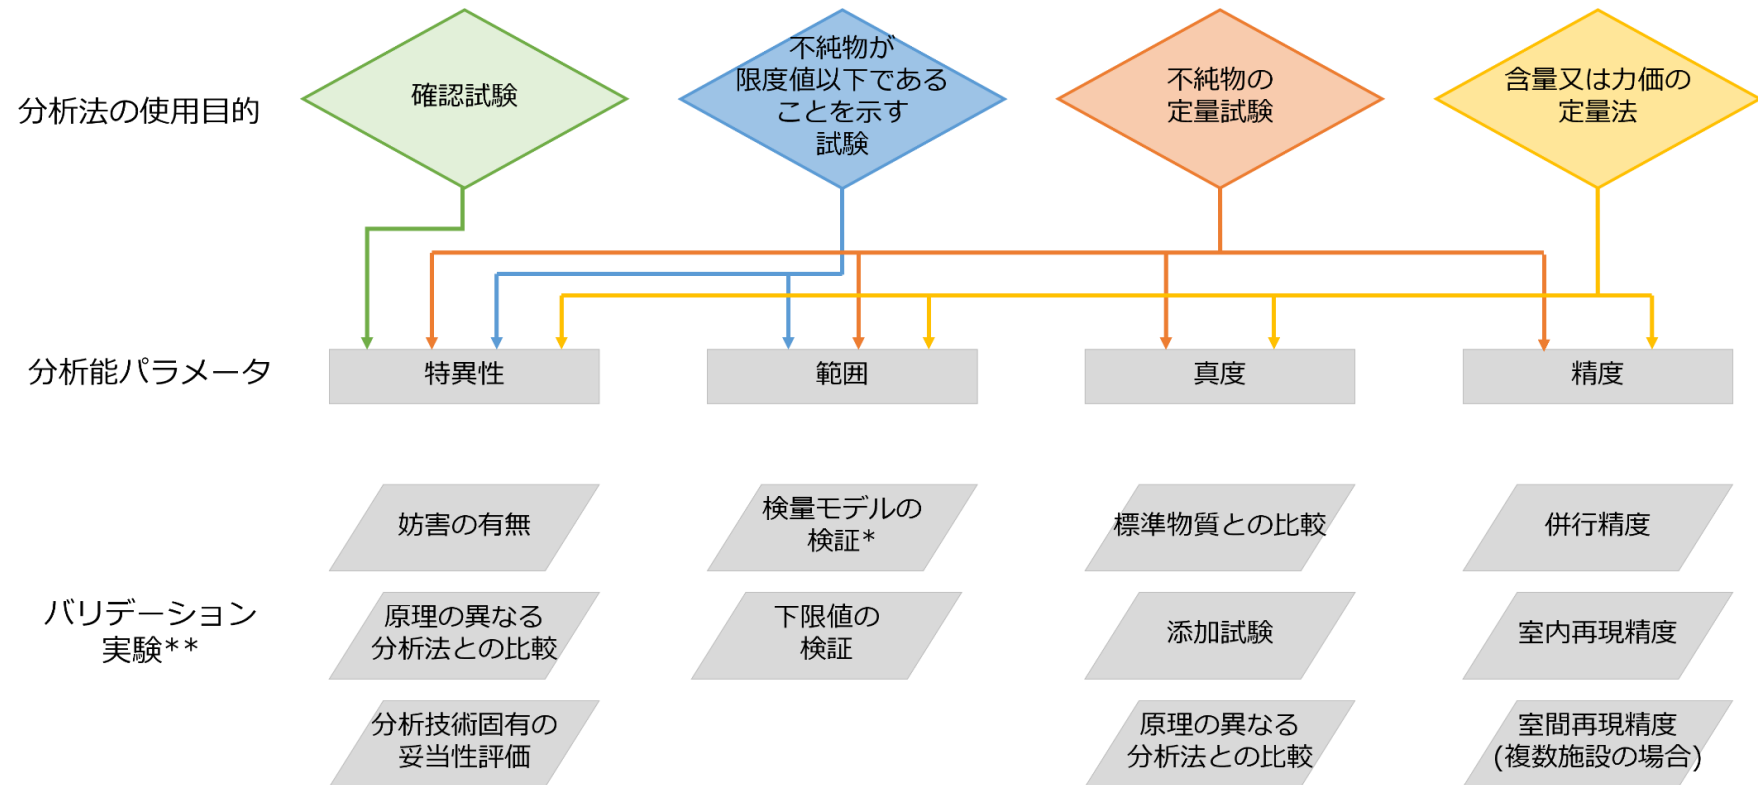 分析法の使用目的
確認試験
不純物が
限度値以下である
ことを示す
試験
不純物の
定量試験
含量又は力価の
定量法
分析能パラメータ
特異性
範囲
真度
精度
バリデーション
実験**
妨害の有無
検量モデルの
検証*
標準物質との比較
併行精度
原理の異なる
分析法との比較
下限値の
検証
添加試験
室内再現精度
分析技術固有の
妥当性評価
原理の異なる
分析法との比較
室間再現精度
(複数施設の場合)